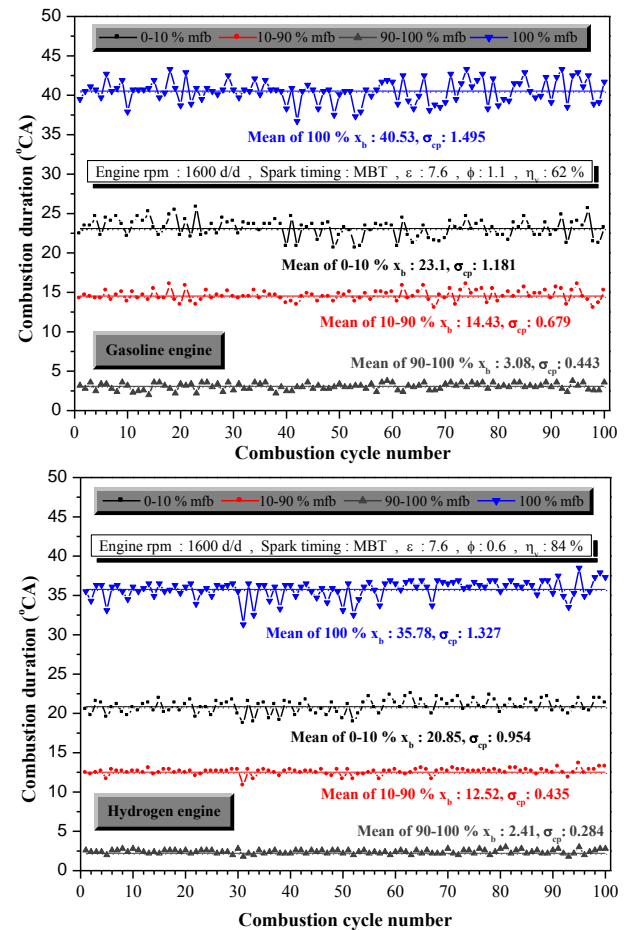 50
0-10 % mfb 10-90 % mfb 90-100 % mfb 100 % mfb
45
40
Mean of 100 % x_b : 40.53, σ_cp: 1.495
35
30
Engine rpm : 1600 d/d , Spark timing : MBT , ε : 7.6 , ϕ : 1.1 , η_v : 62 %
25
20
Mean of 0-10 % x_b : 23.1, σ_cp: 1.181
15
Mean of 10-90 % x_b : 14.43, σ_cp: 0.679
10
Gasoline engine
Mean of 90-100 % x_b : 3.08, σ_cp: 0.443
5
0
Combustion duration (°CA)
0 10 20 30 40 50 60 70 80 90 100
Combustion cycle number
50
0-10 % mfb 10-90 % mfb 90-100 % mfb 100 % mfb
45
Engine rpm : 1600 d/d , Spark timing : MBT , ε : 7.6 , ϕ : 0.6 , η_v : 84 %
40
35
Mean of 100 % x_b : 35.78, σ_cp: 1.327
30
25
20
Mean of 0-10 % x_b : 20.85, σ_cp: 0.954
15
10
Mean of 10-90 % x_b : 12.52, σ_cp: 0.435
Hydrogen engine
5
Mean of 90-100 % x_b : 2.41, σ_cp: 0.284
0
Combustion duration (°CA)
0 10 20 30 40 50 60 70 80 90 100
Combustion cycle number